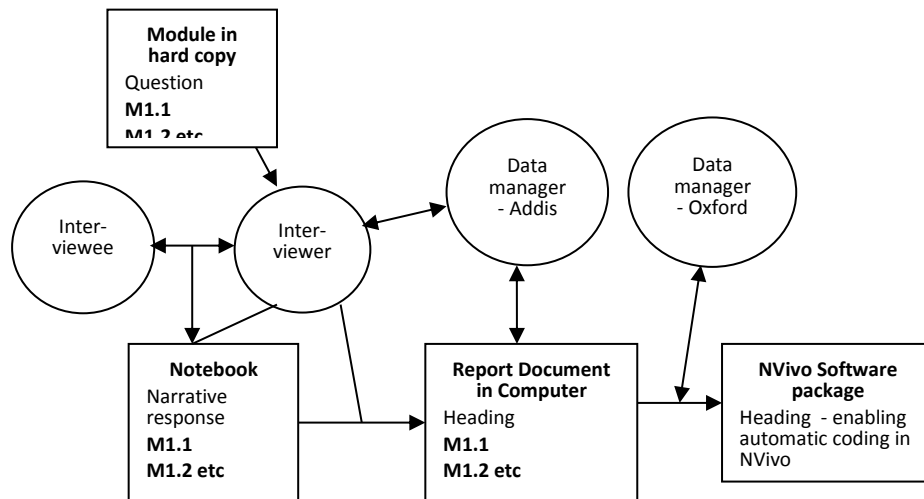 Module in
hard copy
Question
M1.1
M1.2 etc
Inter-
viewee
Inter-
viewer
Data
manager
- Addis
Data
manager
- Oxford
Notebook
Narrative
response
M1.1
M1.2 etc
Report Document
in Computer
Heading
M1.1
M1.2 etc
NVivo Software
package
Heading - enabling
automatic coding in
NVivo